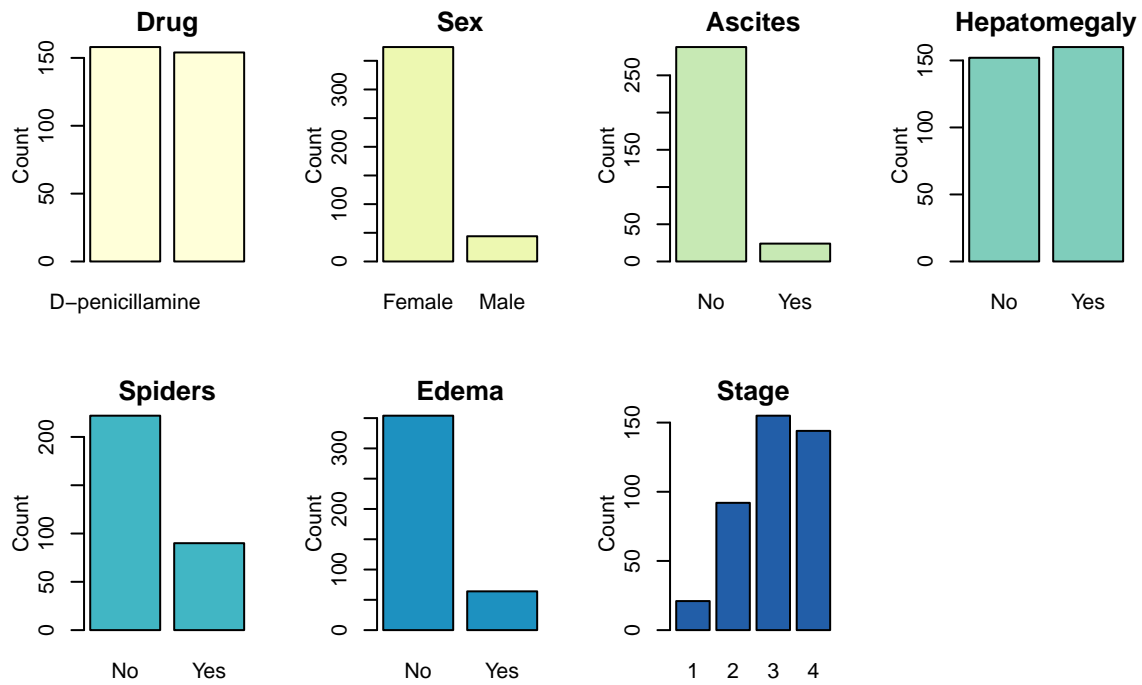 Drug
Count
0
50
100
150
D−penicillamine
Sex
Count
0
100
200
300
Female Male
Ascites
Count
0
50
150
250
No Yes
Hepatomegaly
Count
0
50
100
150
No Yes
Spiders
Count
0
50
100
200
No Yes
Edema
Count
0
100
200
300
No Yes
Stage
Count
0
50
100
150
1 2 3 4